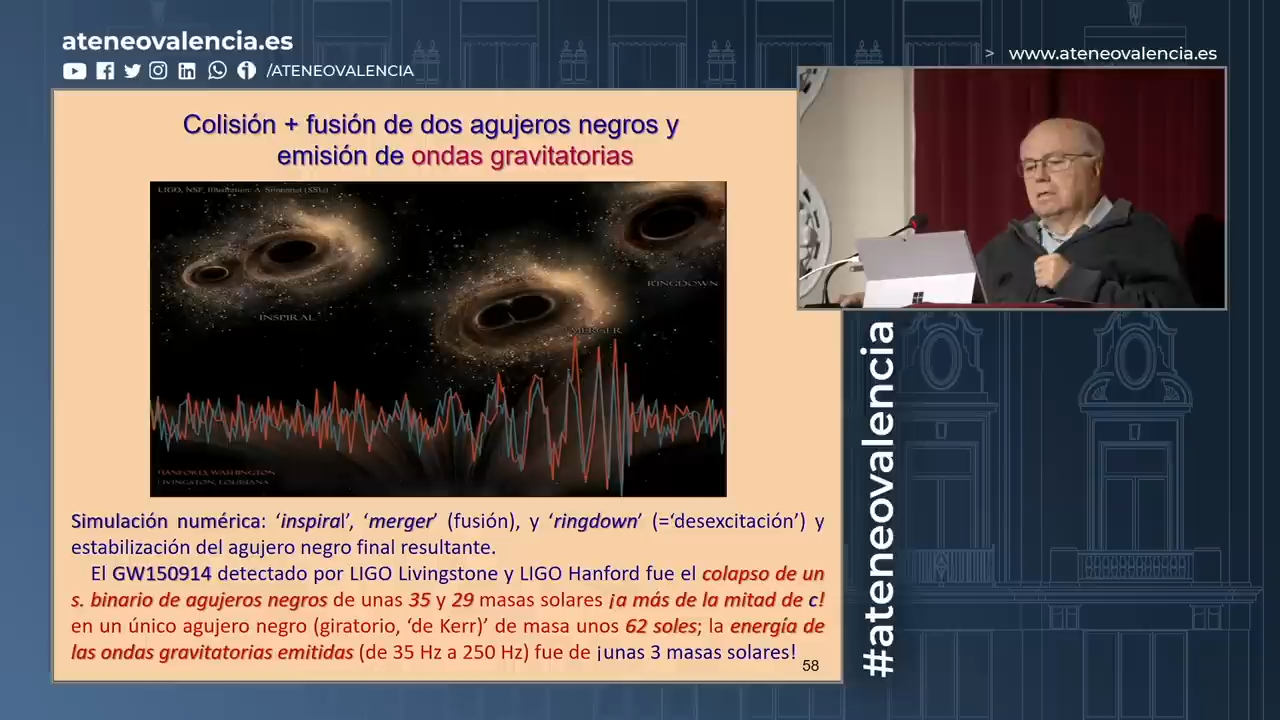 ateneovalencia.es
/ATENEOVALENCIA
> www.ateneovalencia.es
Colisión + fusión de dos agujeros negros y
emisión de ondas gravitatorias
LIGO, NSF, Illustration: A. Simonnet (SSU)
INSPIRAL
MERGER
RINGDOWN
HANFORD, WASHINGTON
LIVINGSTON, LOUISIANA
Simulación numérica: ‘inspiral’, ‘merger’ (fusión), y ‘ringdown’ (=‘desexcitación’) y
estabilización del agujero negro final resultante.
El GW150914 detectado por LIGO Livingstone y LIGO Hanford fue el colapso de un
s. binario de agujeros negros de unas 35 y 29 masas solares ¡a más de la mitad de c!
en un único agujero negro (giratorio, ‘de Kerr)’ de masa unos 62 soles; la energía de
las ondas gravitatorias emitidas (de 35 Hz a 250 Hz) fue de ¡unas 3 masas solares!
58
#ateneovalencia